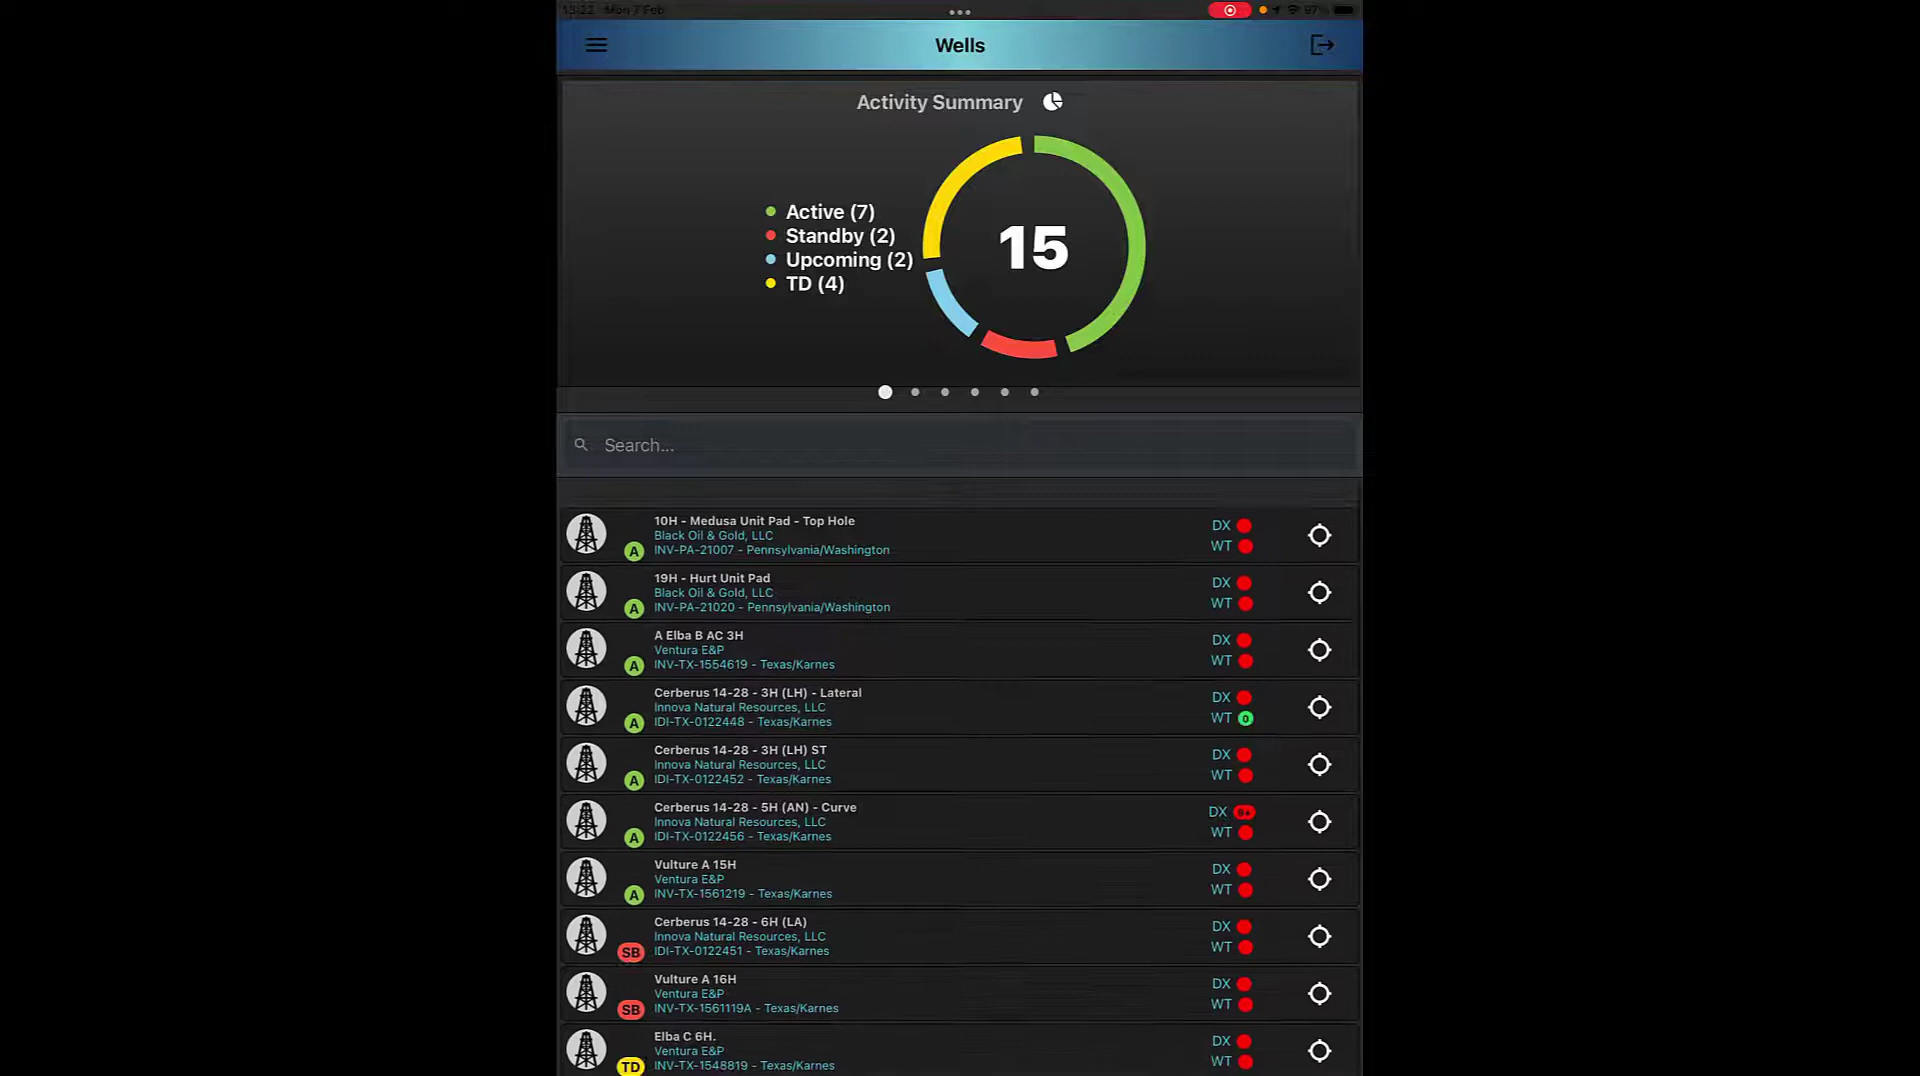 13:22 Mon 7 Feb
97%
Wells
Activity Summary
Active (7)
Standby (2)
Upcoming (2)
TD (4)
15
Search...
10H - Medusa Unit Pad - Top Hole
Black Oil & Gold, LLC
INV-PA-21007 - Pennsylvania/Washington
A
DX
WT
19H - Hurt Unit Pad
Black Oil & Gold, LLC
INV-PA-21020 - Pennsylvania/Washington
A
DX
WT
A Elba B AC 3H
Ventura E&P
INV-TX-1554619 - Texas/Karnes
A
DX
WT
Cerberus 14-28 - 3H (LH) - Lateral
Innova Natural Resources, LLC
IDI-TX-0122448 - Texas/Karnes
A
DX
WT 0
Cerberus 14-28 - 3H (LH) ST
Innova Natural Resources, LLC
IDI-TX-0122452 - Texas/Karnes
A
DX
WT
Cerberus 14-28 - 5H (AN) - Curve
Innova Natural Resources, LLC
IDI-TX-0122456 - Texas/Karnes
A
DX 9+
WT
Vulture A 15H
Ventura E&P
INV-TX-1561219 - Texas/Karnes
A
DX
WT
Cerberus 14-28 - 6H (LA)
Innova Natural Resources, LLC
IDI-TX-0122451 - Texas/Karnes
SB
DX
WT
Vulture A 16H
Ventura E&P
INV-TX-1561119A - Texas/Karnes
SB
DX
WT
Elba C 6H.
Ventura E&P
INV-TX-1548819 - Texas/Karnes
TD
DX
WT